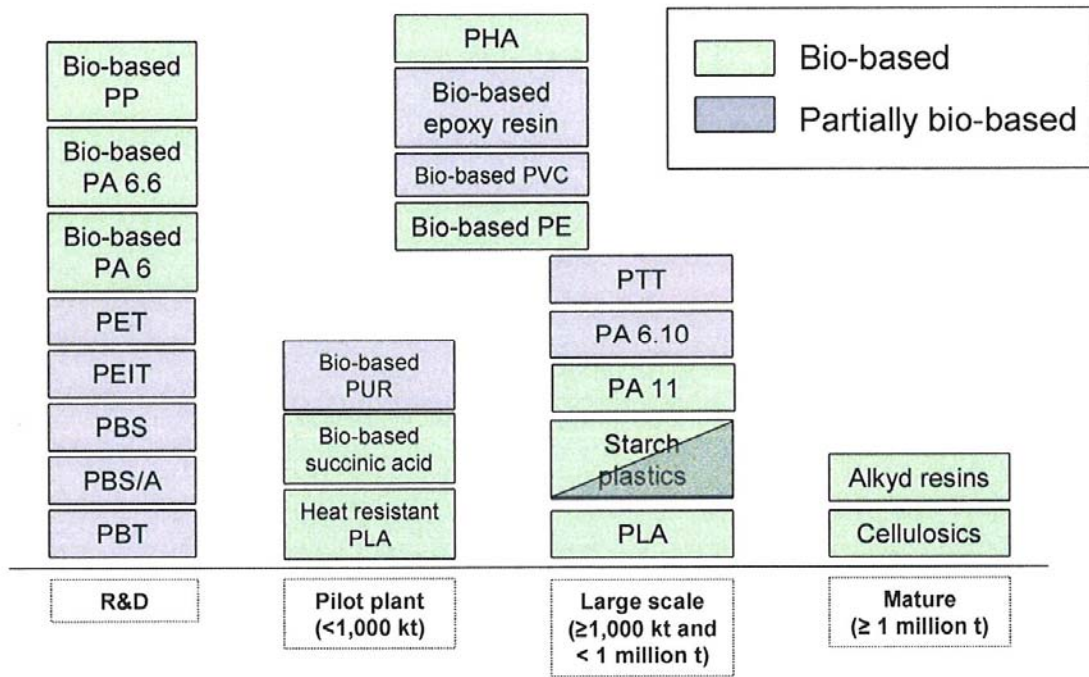 Bio-based
PP
Bio-based
PA 6.6
Bio-based
PA 6
PET
PEIT
PBS
PBS/A
PBT
R&D
Bio-based
PUR
Bio-based
succinic acid
Heat resistant
PLA
Pilot plant
(<1,000 kt)
PHA
Bio-based
epoxy resin
Bio-based PVC
Bio-based PE
PTT
PA 6.10
PA 11
Starch
plastics
PLA
Large scale
(≥1,000 kt and
< 1 million t)
Alkyd resins
Cellulosics
Mature
(≥ 1 million t)
Bio-based
Partially bio-based